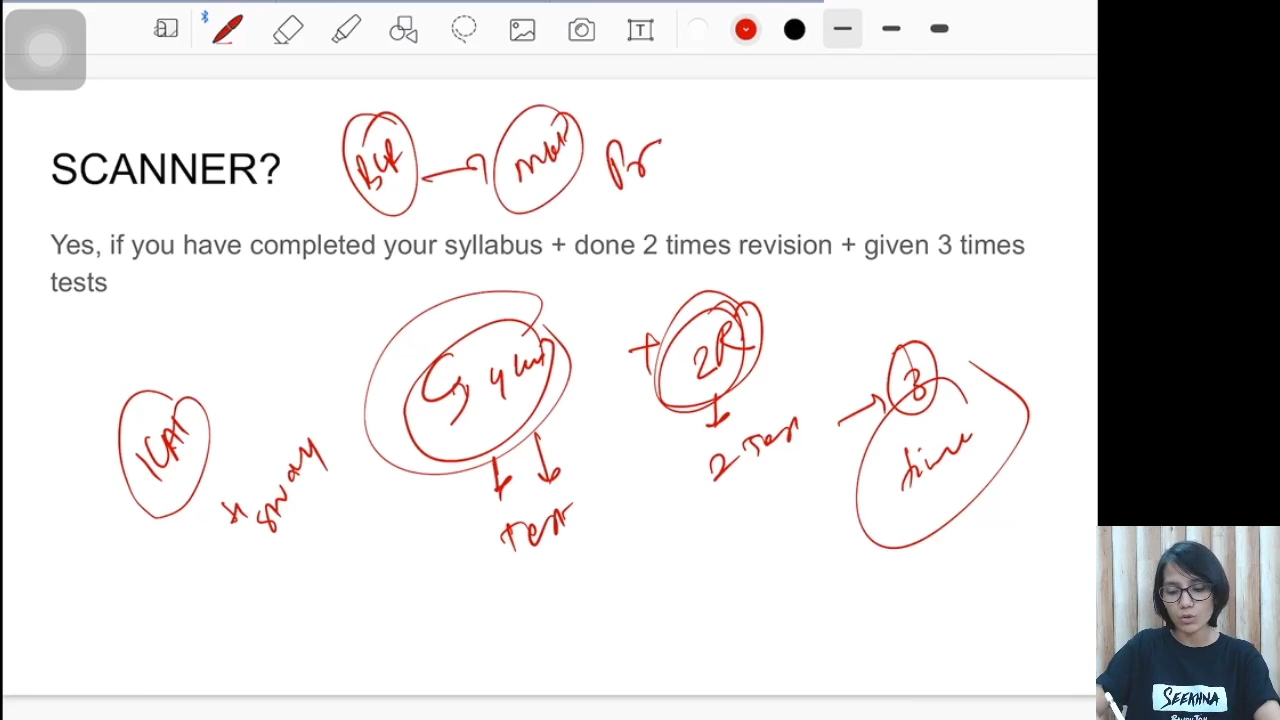 T
SCANNER?
Yes, if you have completed your syllabus + done 2 times revision + given 3 times
tests
+ 2R
3
2 Test
time
ICAI
test
SEEKHNA